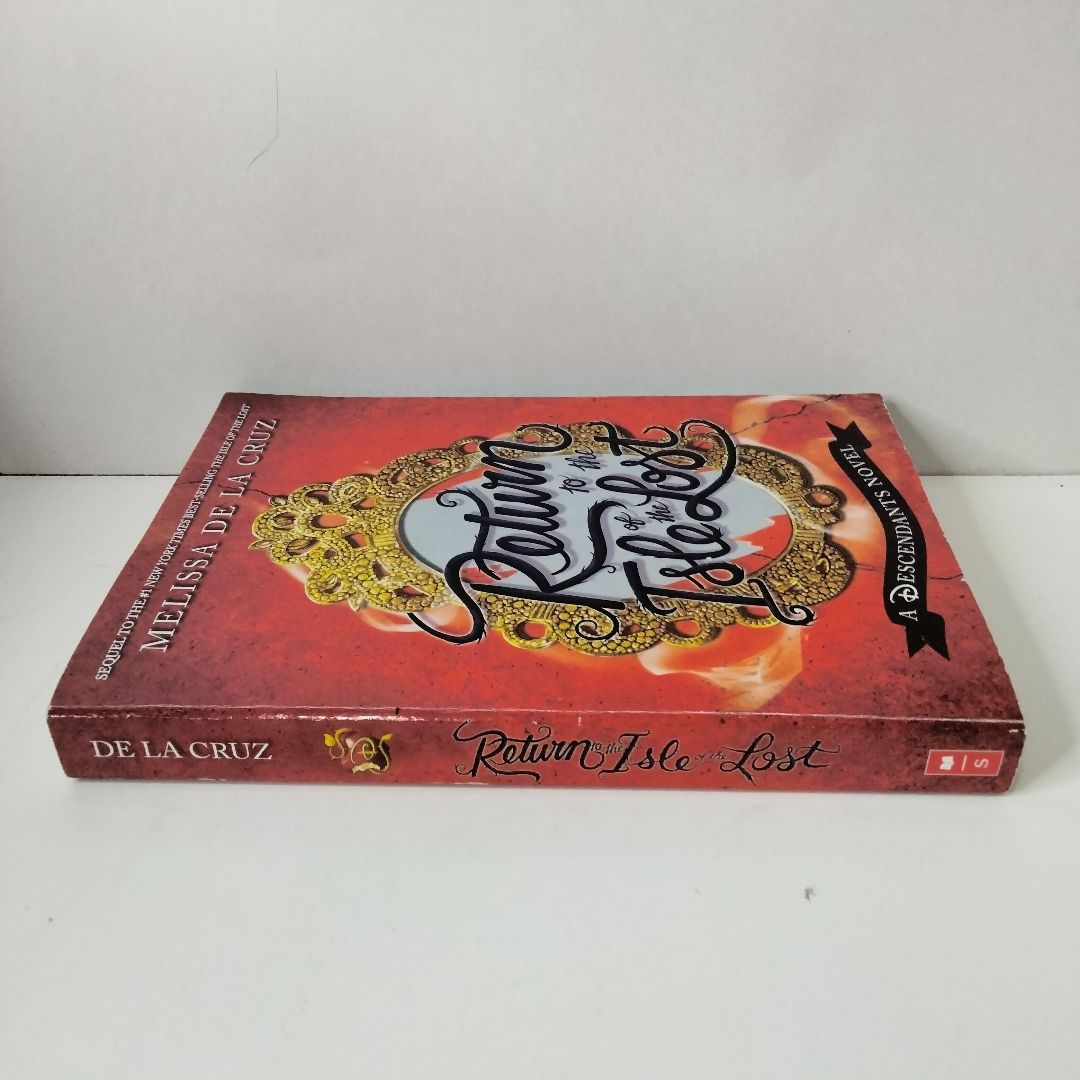 SEQUEL TO THE #1 NEW YORK TIMES BEST-SELLING THE ISLE OF THE LOST
MELISSA DE LA CRUZ
Return
to the
Isle
of the
Lost
A DESCENDANTS NOVEL
DE LA CRUZ
Return to the Isle of the Lost
S